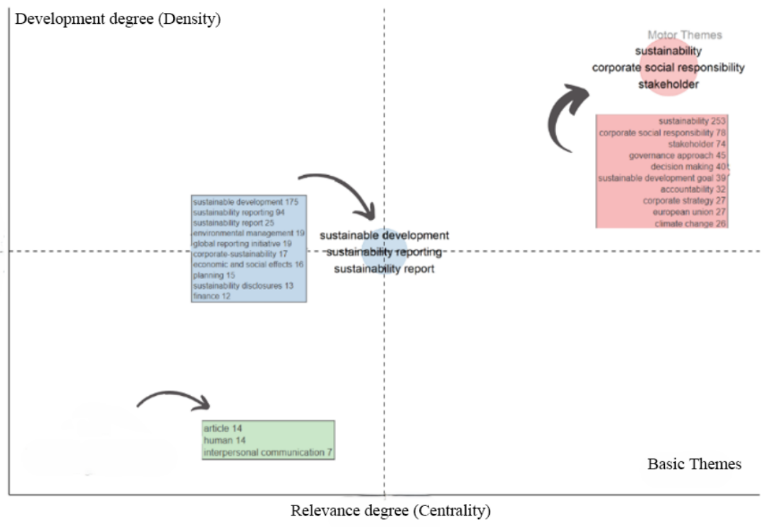 Development degree (Density)
Motor Themes
sustainability
corporate social responsibility
stakeholder
sustainability 253
corporate social responsibility 78
stakeholder 74
governance approach 45
decision making 40
sustainable development goal 39
accountability 32
corporate strategy 27
european union 27
climate change 26
sustainable development 175
sustainability reporting 94
sustainability report 25
environmental management 19
global reporting initiative 19
corporate-sustainability 17
economic and social effects 16
planning 15
sustainability disclosures 13
finance 12
sustainable development
sustainability reporting
sustainability report
article 14
human 14
interpersonal communication 7
Basic Themes
Relevance degree (Centrality)